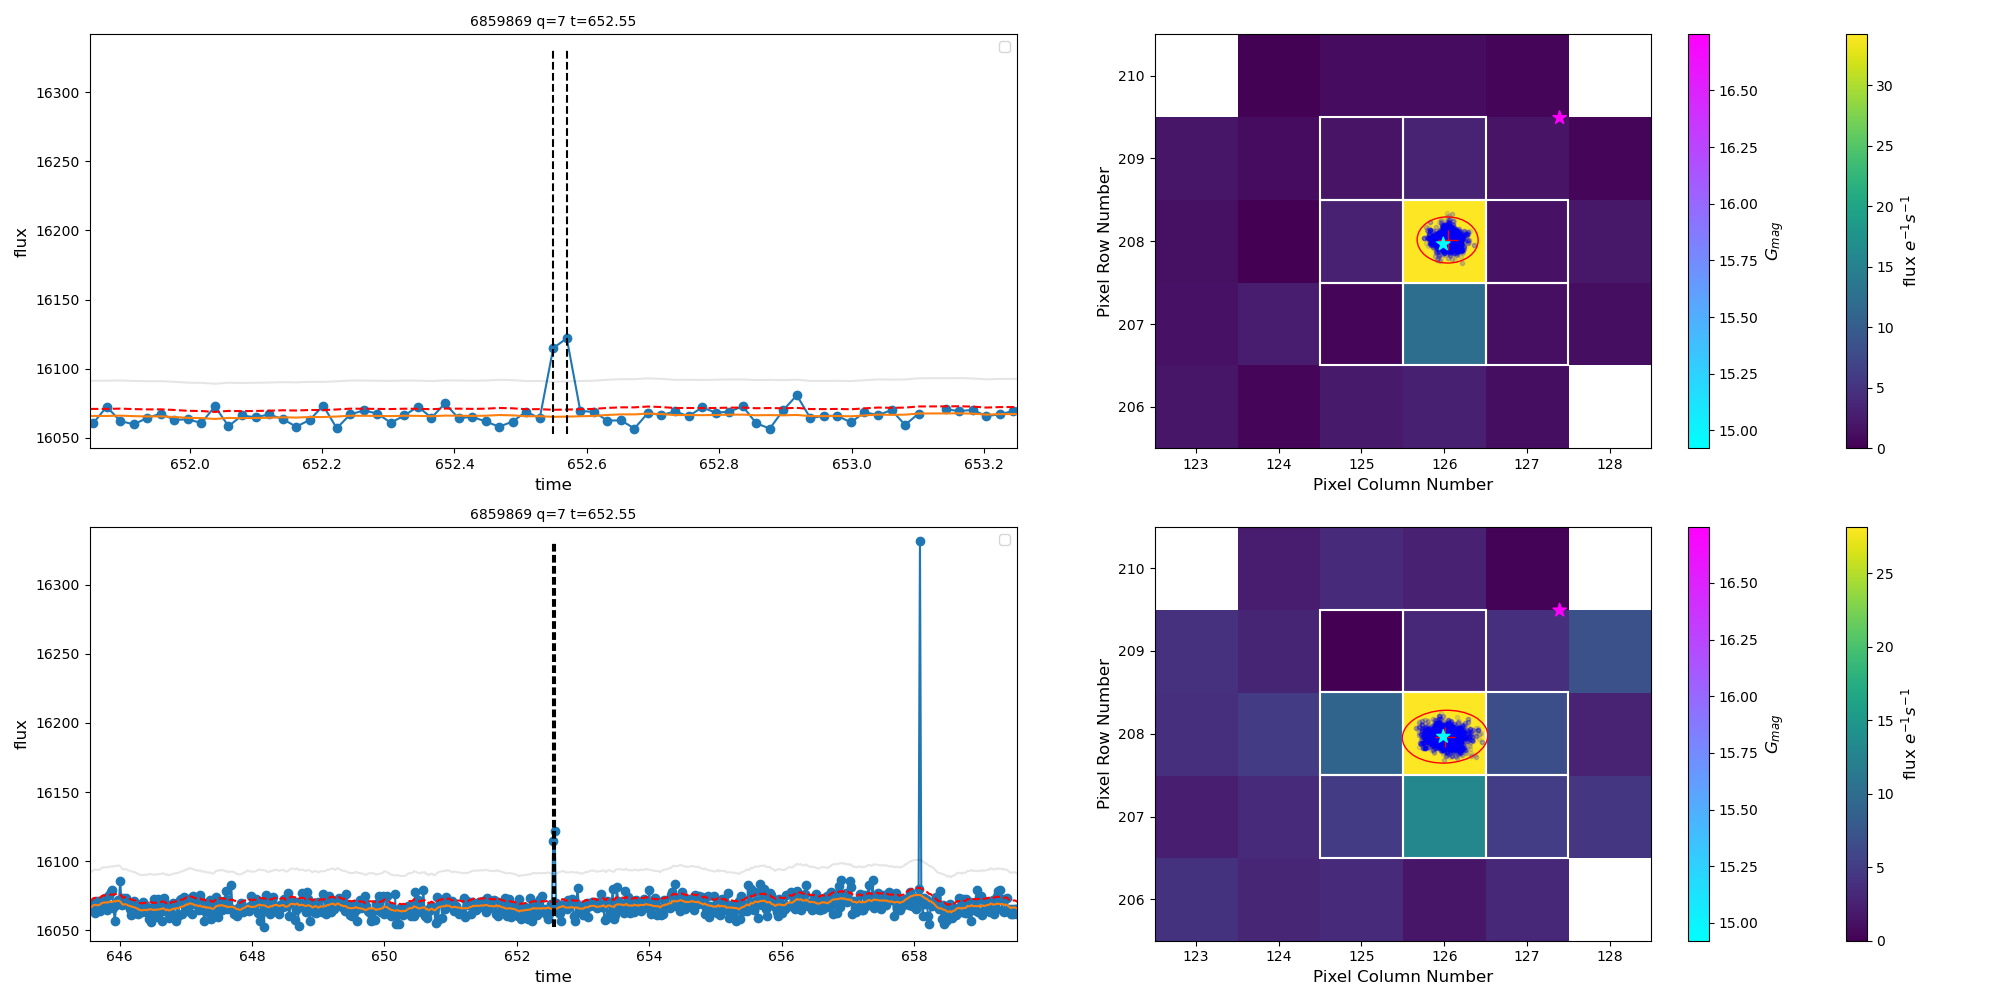 6859869 q=7 t=652.55
flux
16300
16250
16200
16150
16100
16050
652.0 652.2 652.4 652.6 652.8 653.0 653.2
time
Pixel Row Number
210
209
208
207
206
123 124 125 126 127 128
Pixel Column Number
16.50
16.25
16.00
15.75
15.50
15.25
15.00
G_mag
30
25
20
15
10
5
0
flux e⁻¹s⁻¹
6859869 q=7 t=652.55
flux
16300
16250
16200
16150
16100
16050
646 648 650 652 654 656 658
time
Pixel Row Number
210
209
208
207
206
123 124 125 126 127 128
Pixel Column Number
16.50
16.25
16.00
15.75
15.50
15.25
15.00
G_mag
25
20
15
10
5
0
flux e⁻¹s⁻¹